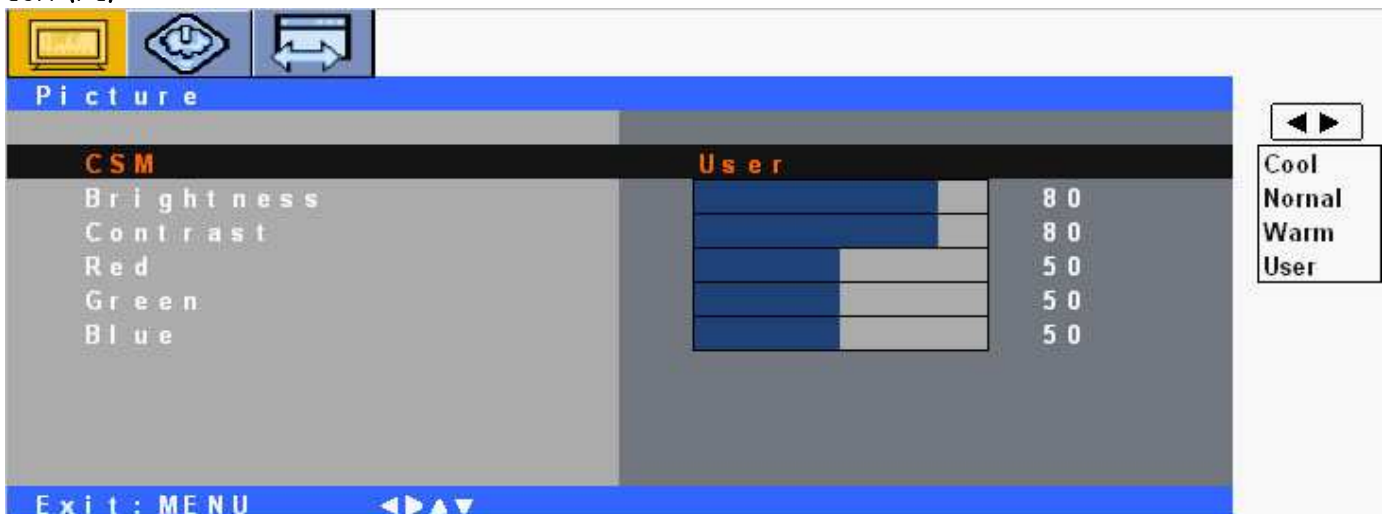 Picture
CSM User
Brightness 80
Contrast 80
Red 50
Green 50
Blue 50
Exit: MENU ◀▶▲▼
◀ ▶
Cool
Nornal
Warm
User